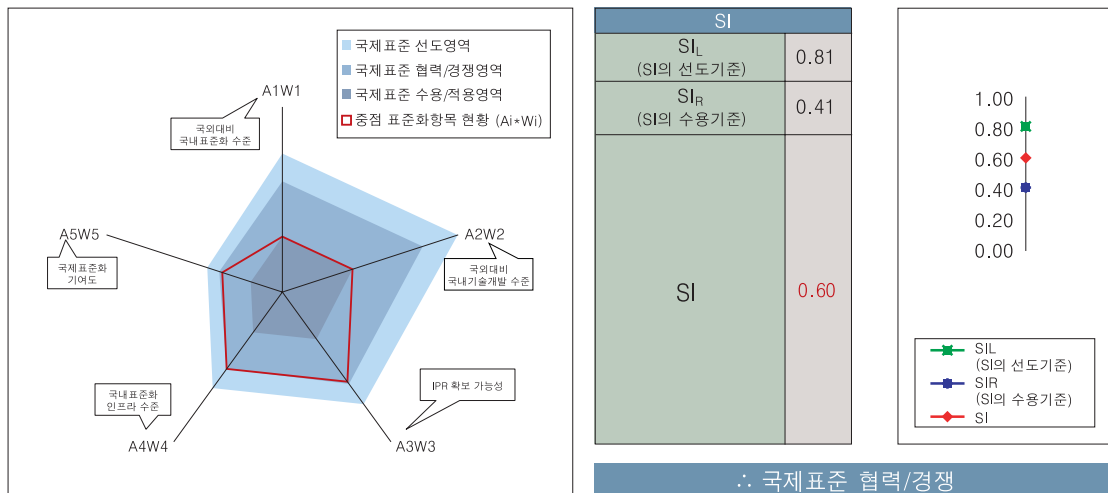 국제표준 선도영역
국제표준 협력/경쟁영역
국제표준 수용/적용영역
중점 표준화항목 현황 (Ai*Wi)
A1W1
국외대비
국내표준화 수준
A5W5
국제표준화
기여도
A2W2
국외대비
국내기술개발 수준
국내표준화
인프라 수준
A4W4
IPR 확보 가능성
A3W3
SI
SIL
(SI의 선도기준)
0.81
SIR
(SI의 수용기준)
0.41
SI
0.60
1.00
0.80
0.60
0.40
0.20
0.00
SIL
(SI의 선도기준)
SIR
(SI의 수용기준)
SI
∴ 국제표준 협력/경쟁